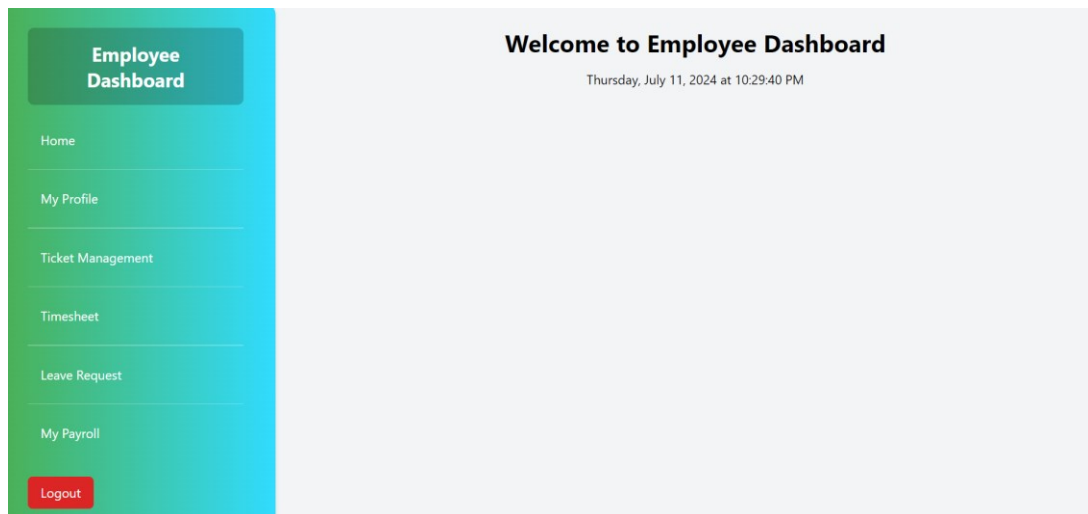 Employee
Dashboard
Home
My Profile
Ticket Management
Timesheet
Leave Request
My Payroll
Logout
Welcome to Employee Dashboard
Thursday, July 11, 2024 at 10:29:40 PM